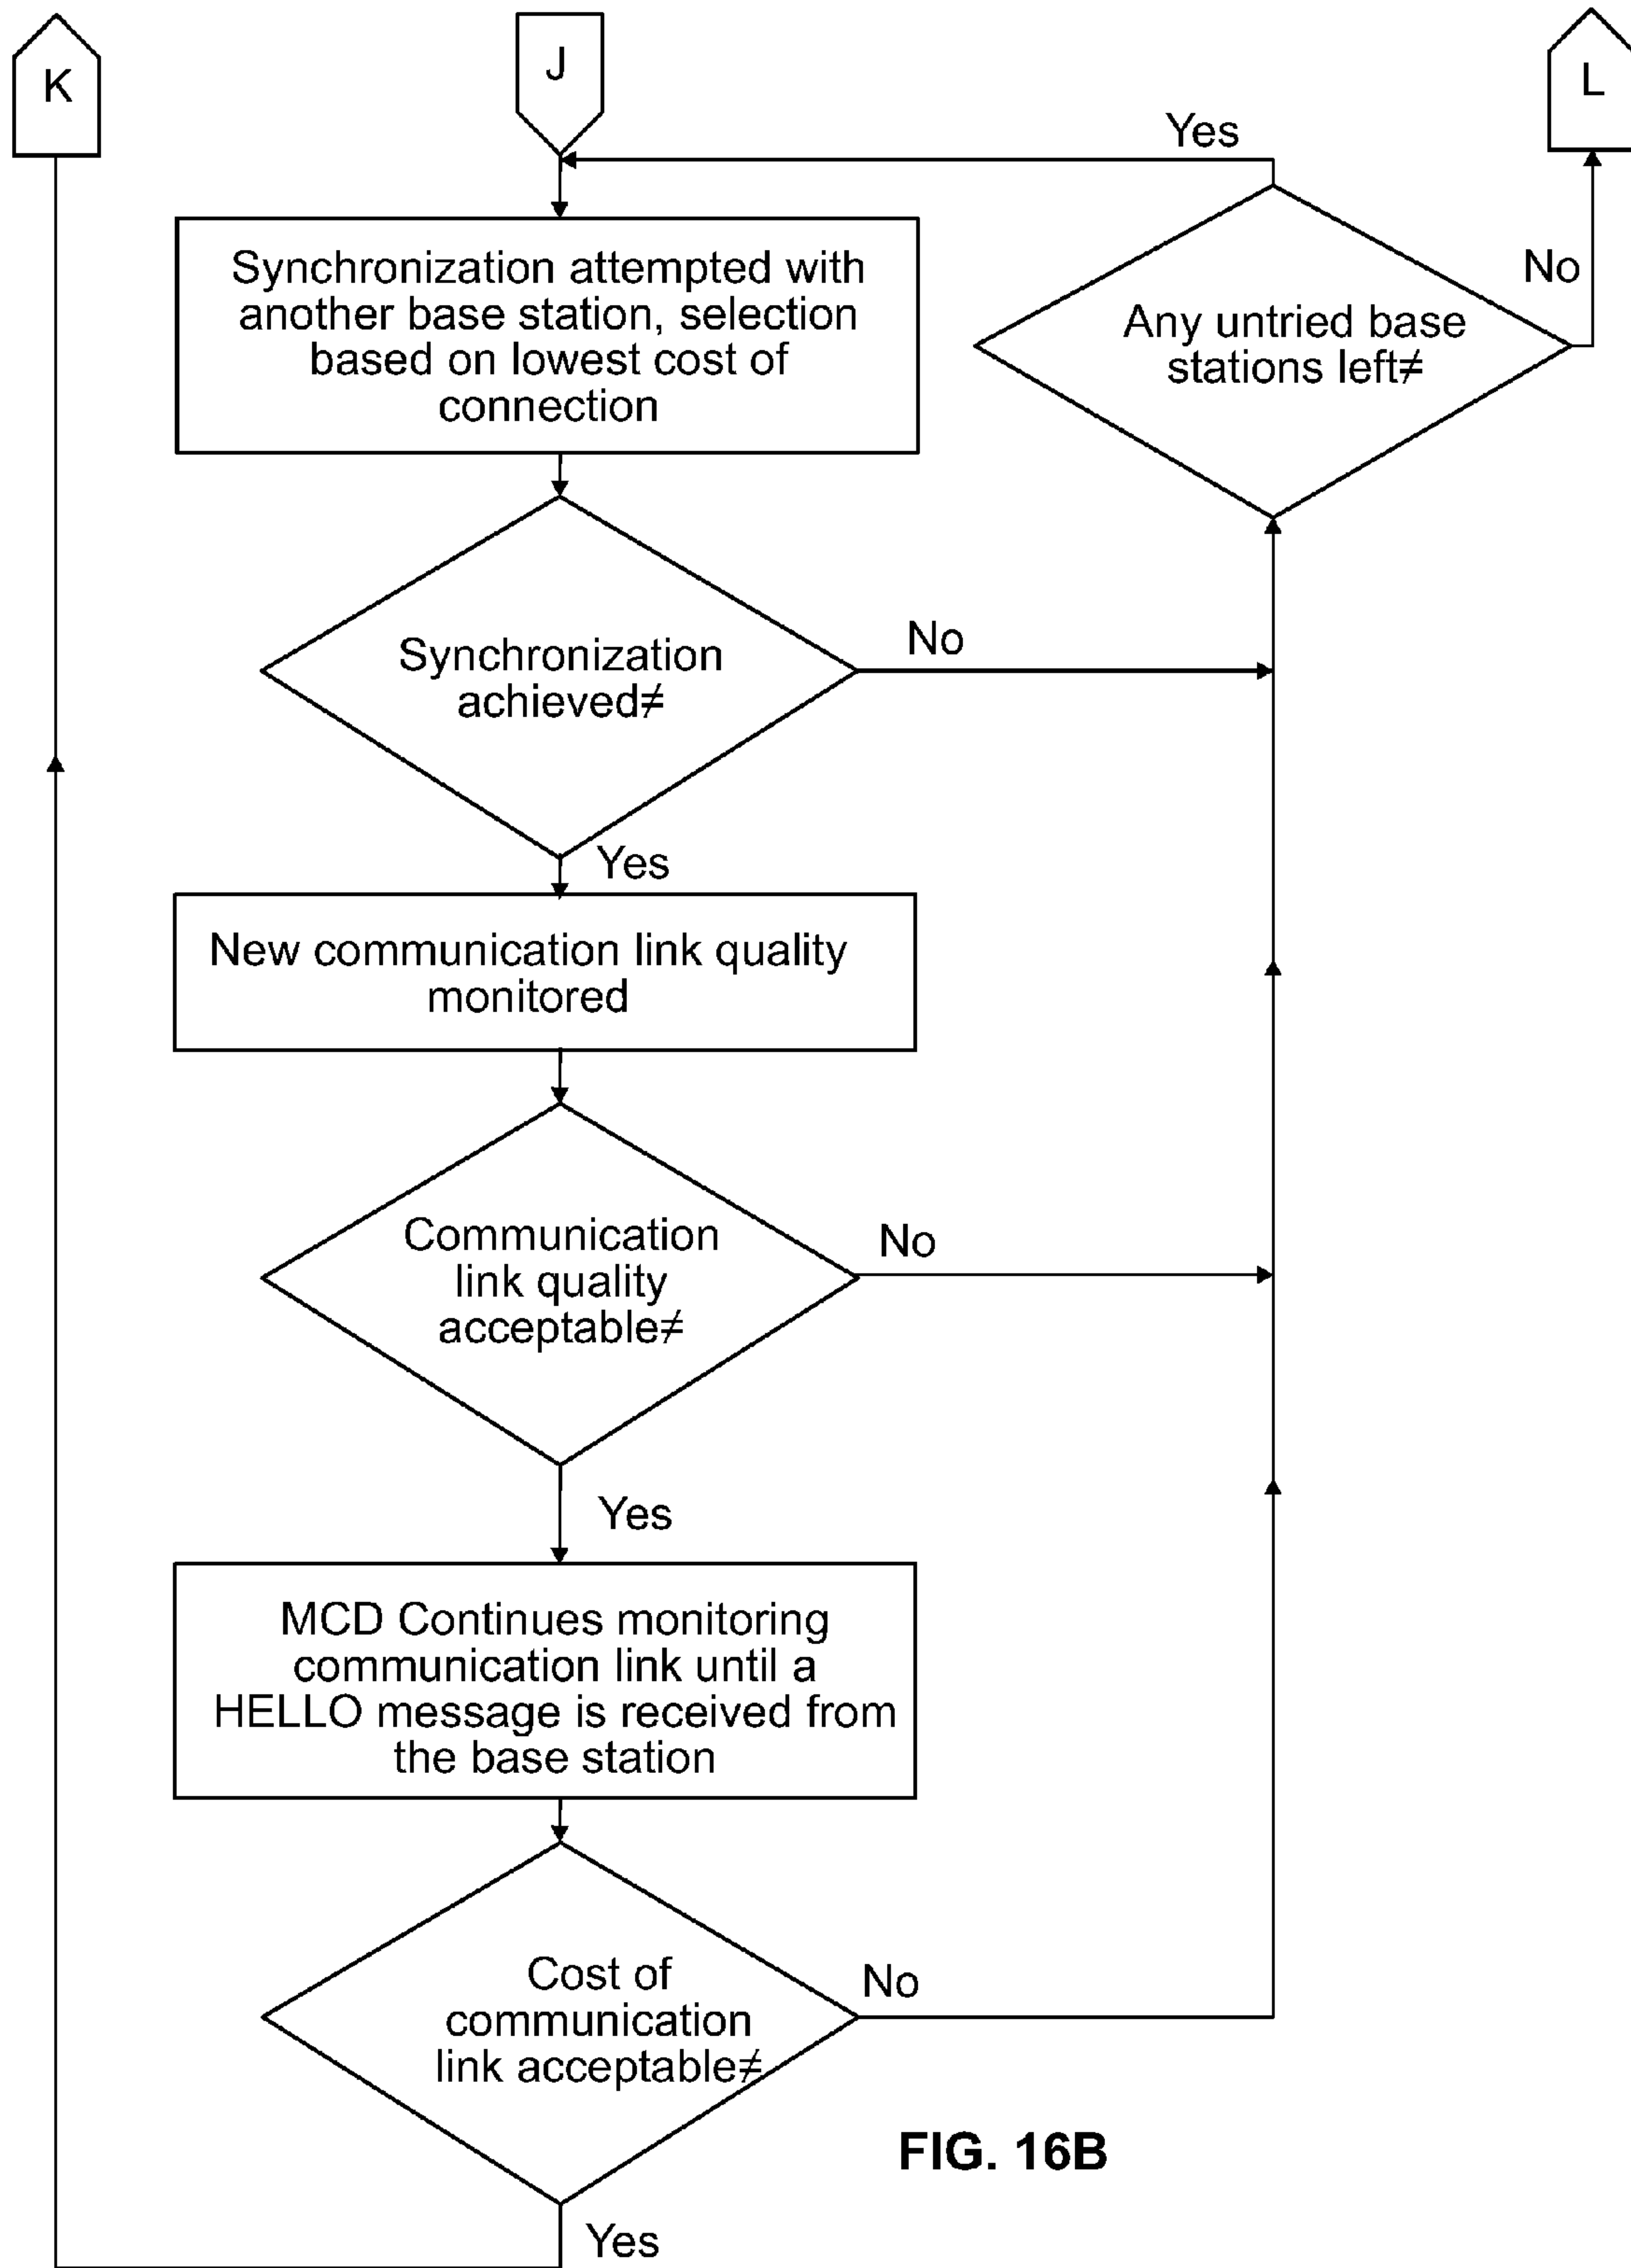 K
J
L
Yes
Synchronization attempted with
another base station, selection
based on lowest cost of
connection
No
Any untried base
stations left≠
Synchronization
achieved≠
No
Yes
New communication link quality
monitored
Communication
link quality
acceptable≠
No
Yes
MCD Continues monitoring
communication link until a
HELLO message is received from
the base station
Cost of
communication
link acceptable≠
No
Yes
FIG. 16B